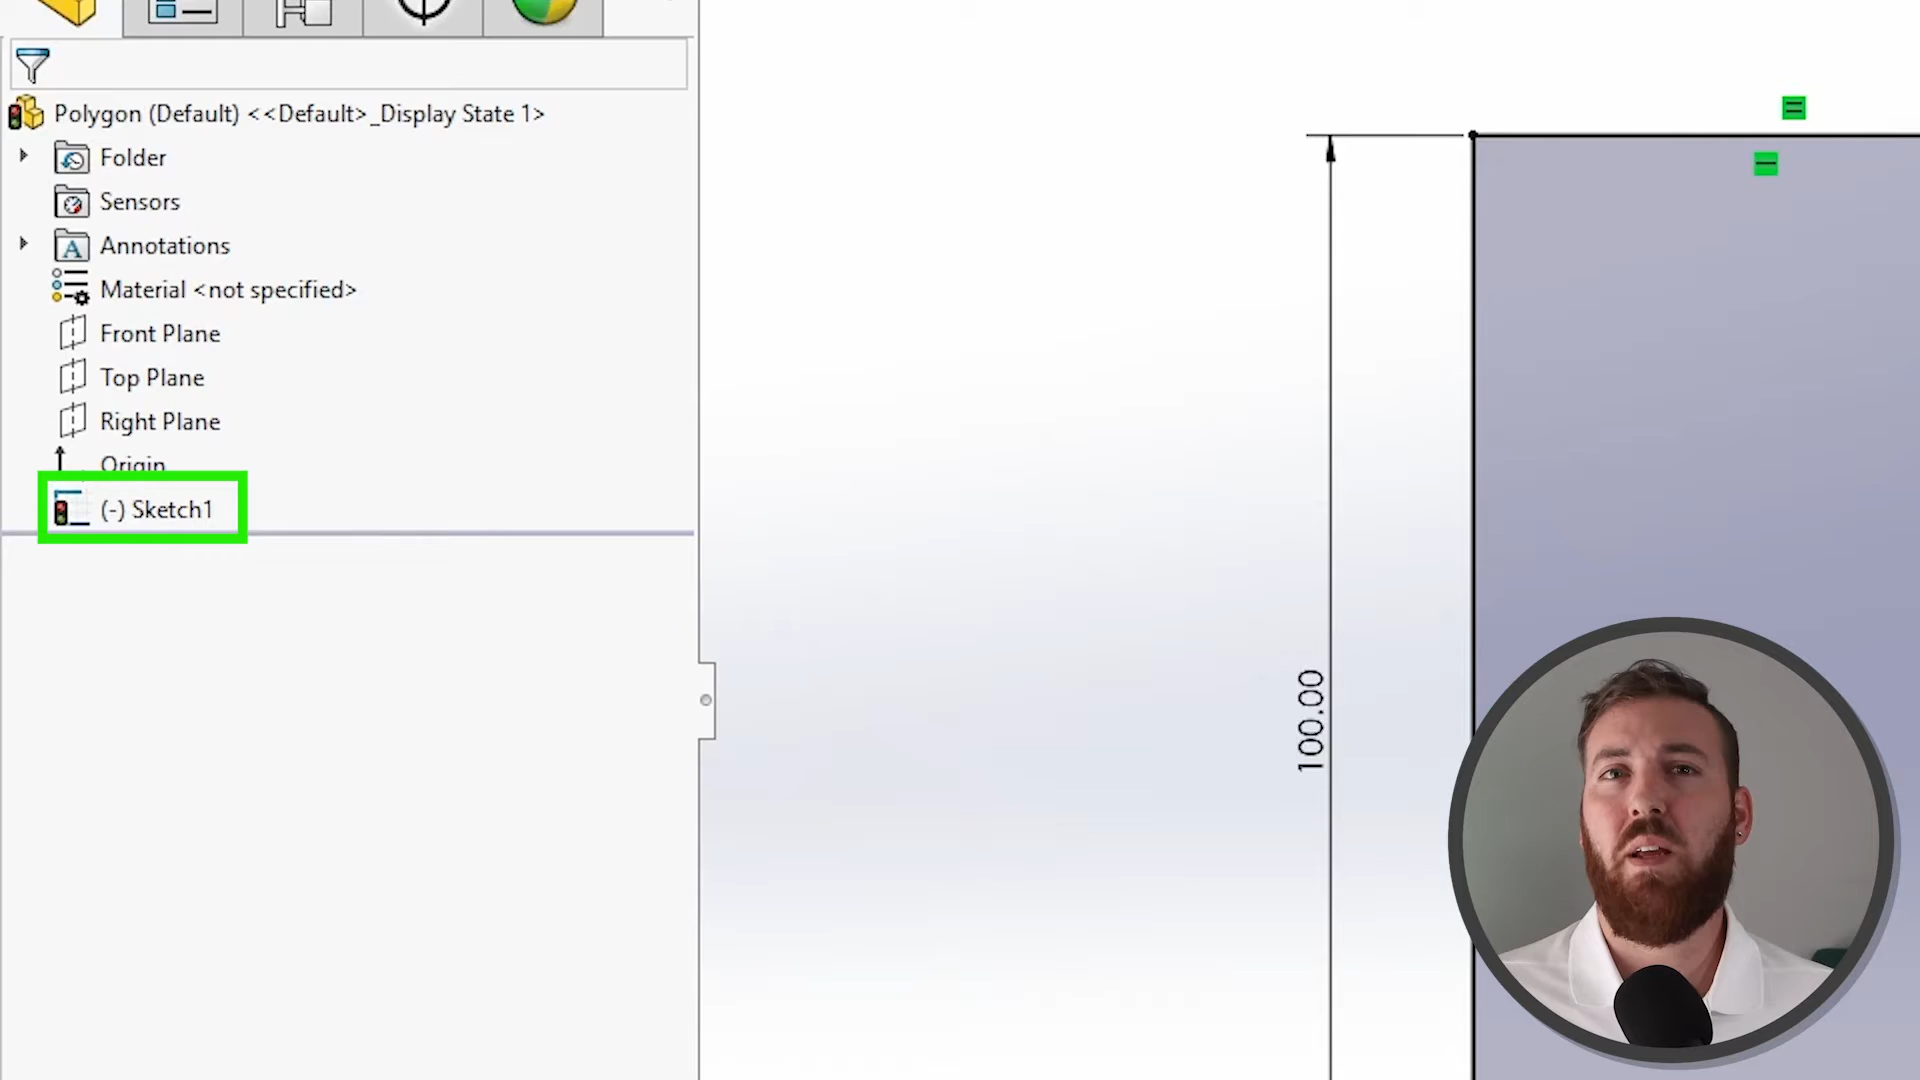 Polygon (Default) <<Default>_Display State 1>
Folder
Sensors
Annotations
Material <not specified>
Front Plane
Top Plane
Right Plane
Origin
(-) Sketch1
100.00